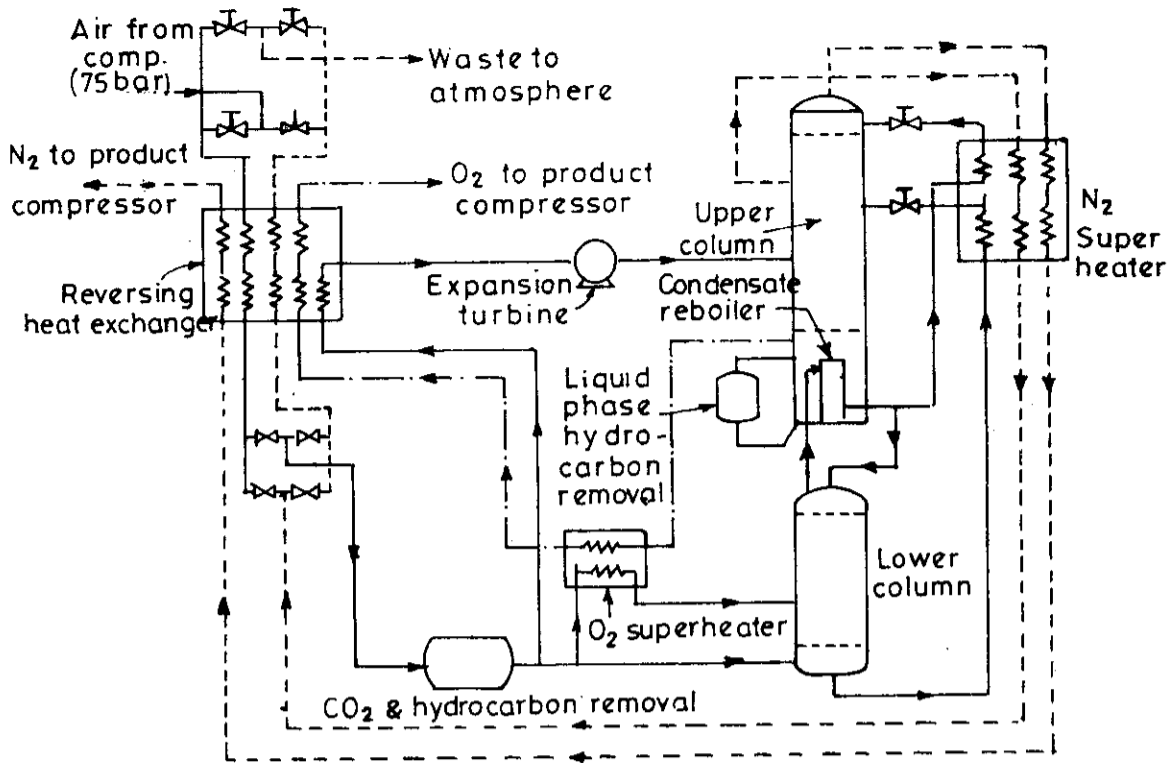 Air from
comp.
(75 bar)
Waste to
atmosphere
N₂ to product
compressor
O₂ to product
compressor
Reversing
heat exchanger
Expansion
turbine
Upper
column
Condensate
reboiler
N₂
Super
heater
Liquid
phase
hydro-
carbon
removal
Lower
column
O₂ superheater
CO₂ & hydrocarbon removal